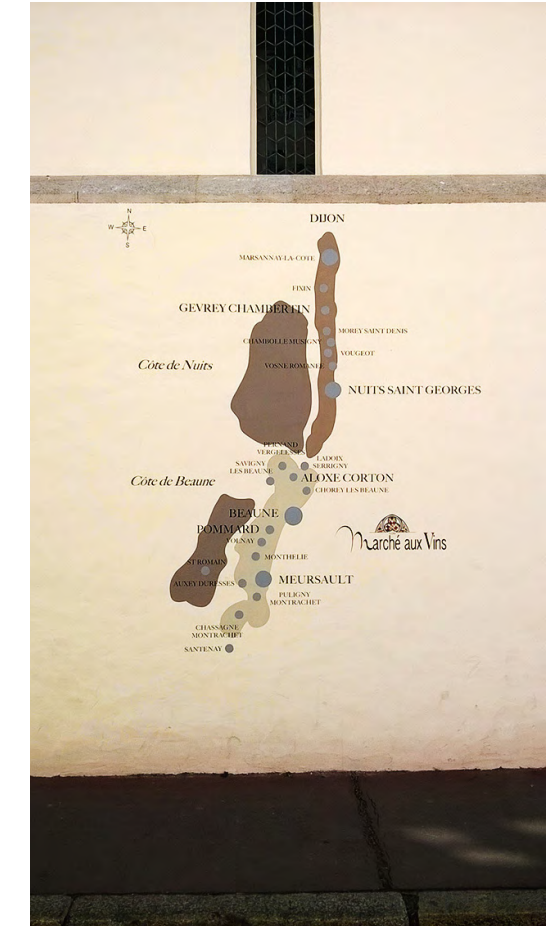 N
W E
S
DIJON
MARSANNAY-LA-COTE
FIXIN
GEVREY CHAMBERTIN
MOREY SAINT DENIS
CHAMBOLLE MUSIGNY
VOUGEOT
Côte de Nuits
VOSNE ROMANEE
NUITS SAINT GEORGES
PERNAND
VERGELESSES
LADOIX
SERRIGNY
SAVIGNY
LES BEAUNE
Côte de Beaune
ALOXE CORTON
CHOREY LES BEAUNE
BEAUNE
POMMARD
VOLNAY
Marché aux Vins
MONTHELIE
ST ROMAIN
MEURSAULT
AUXEY DURESSES
PULIGNY
MONTRACHET
CHASSAGNE
MONTRACHET
SANTENAY